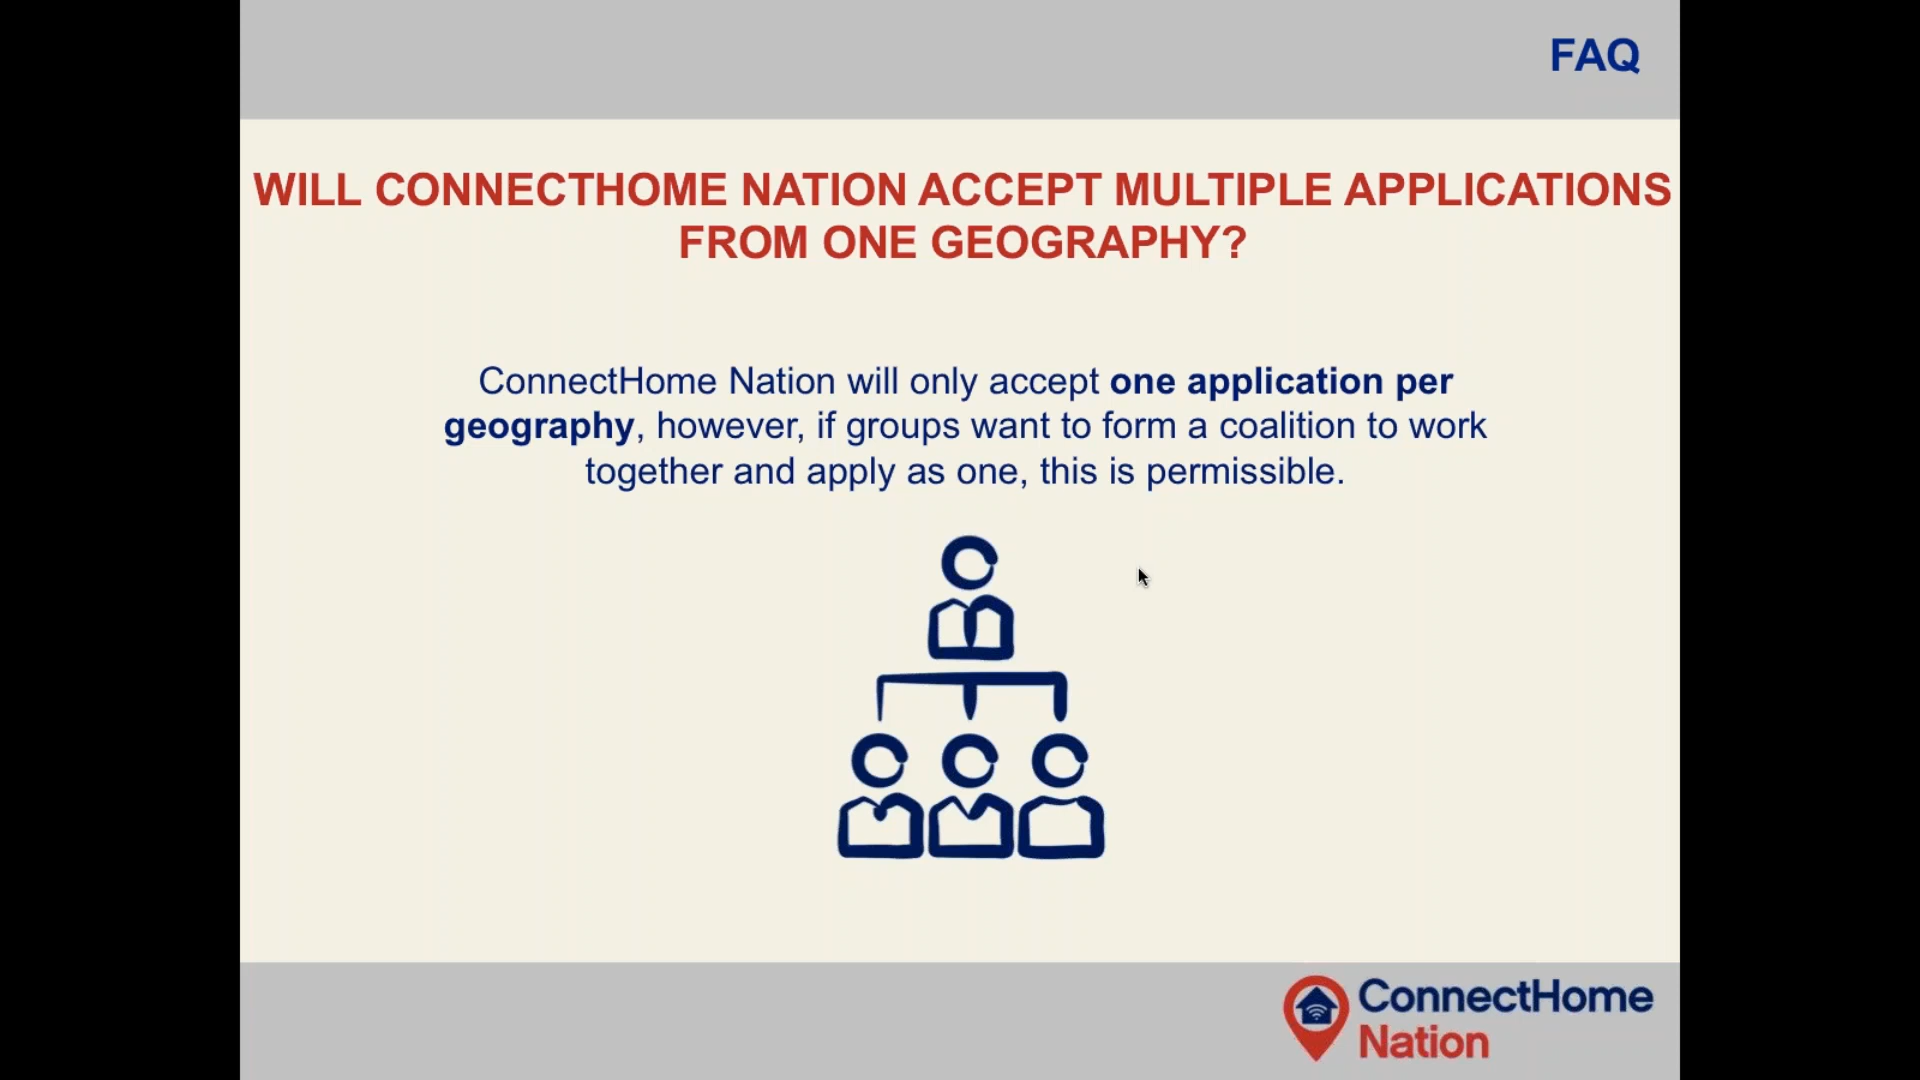 FAQ
WILL CONNECTHOME NATION ACCEPT MULTIPLE APPLICATIONS
FROM ONE GEOGRAPHY?
ConnectHome Nation will only accept one application per
geography, however, if groups want to form a coalition to work
together and apply as one, this is permissible.
ConnectHome
Nation